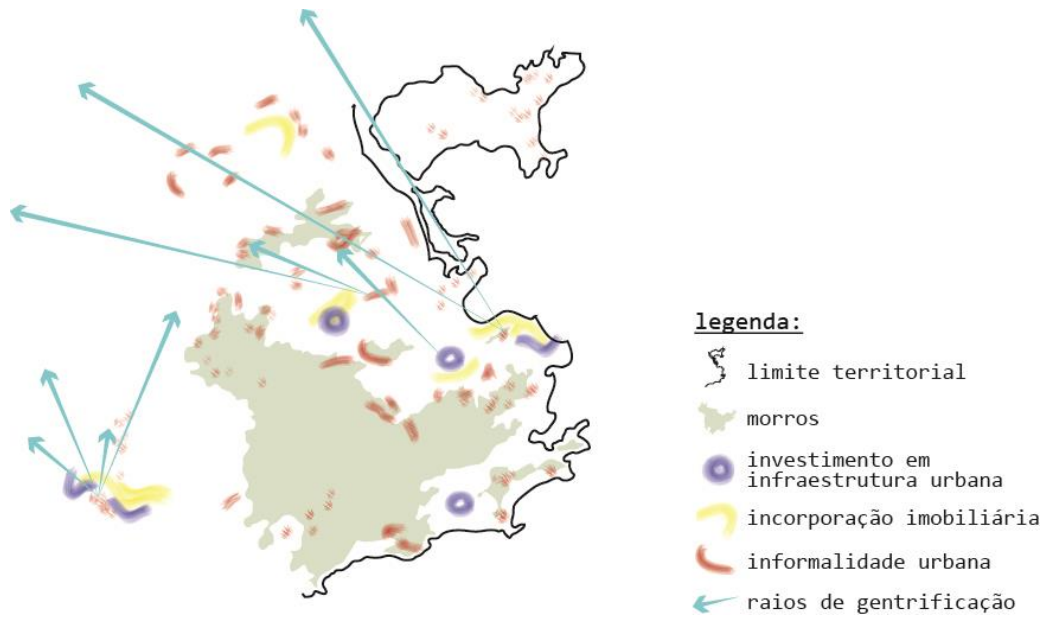 legenda:
limite territorial
morros
investimento em
infraestrutura urbana
incorporação imobiliária
informalidade urbana
raios de gentrificação